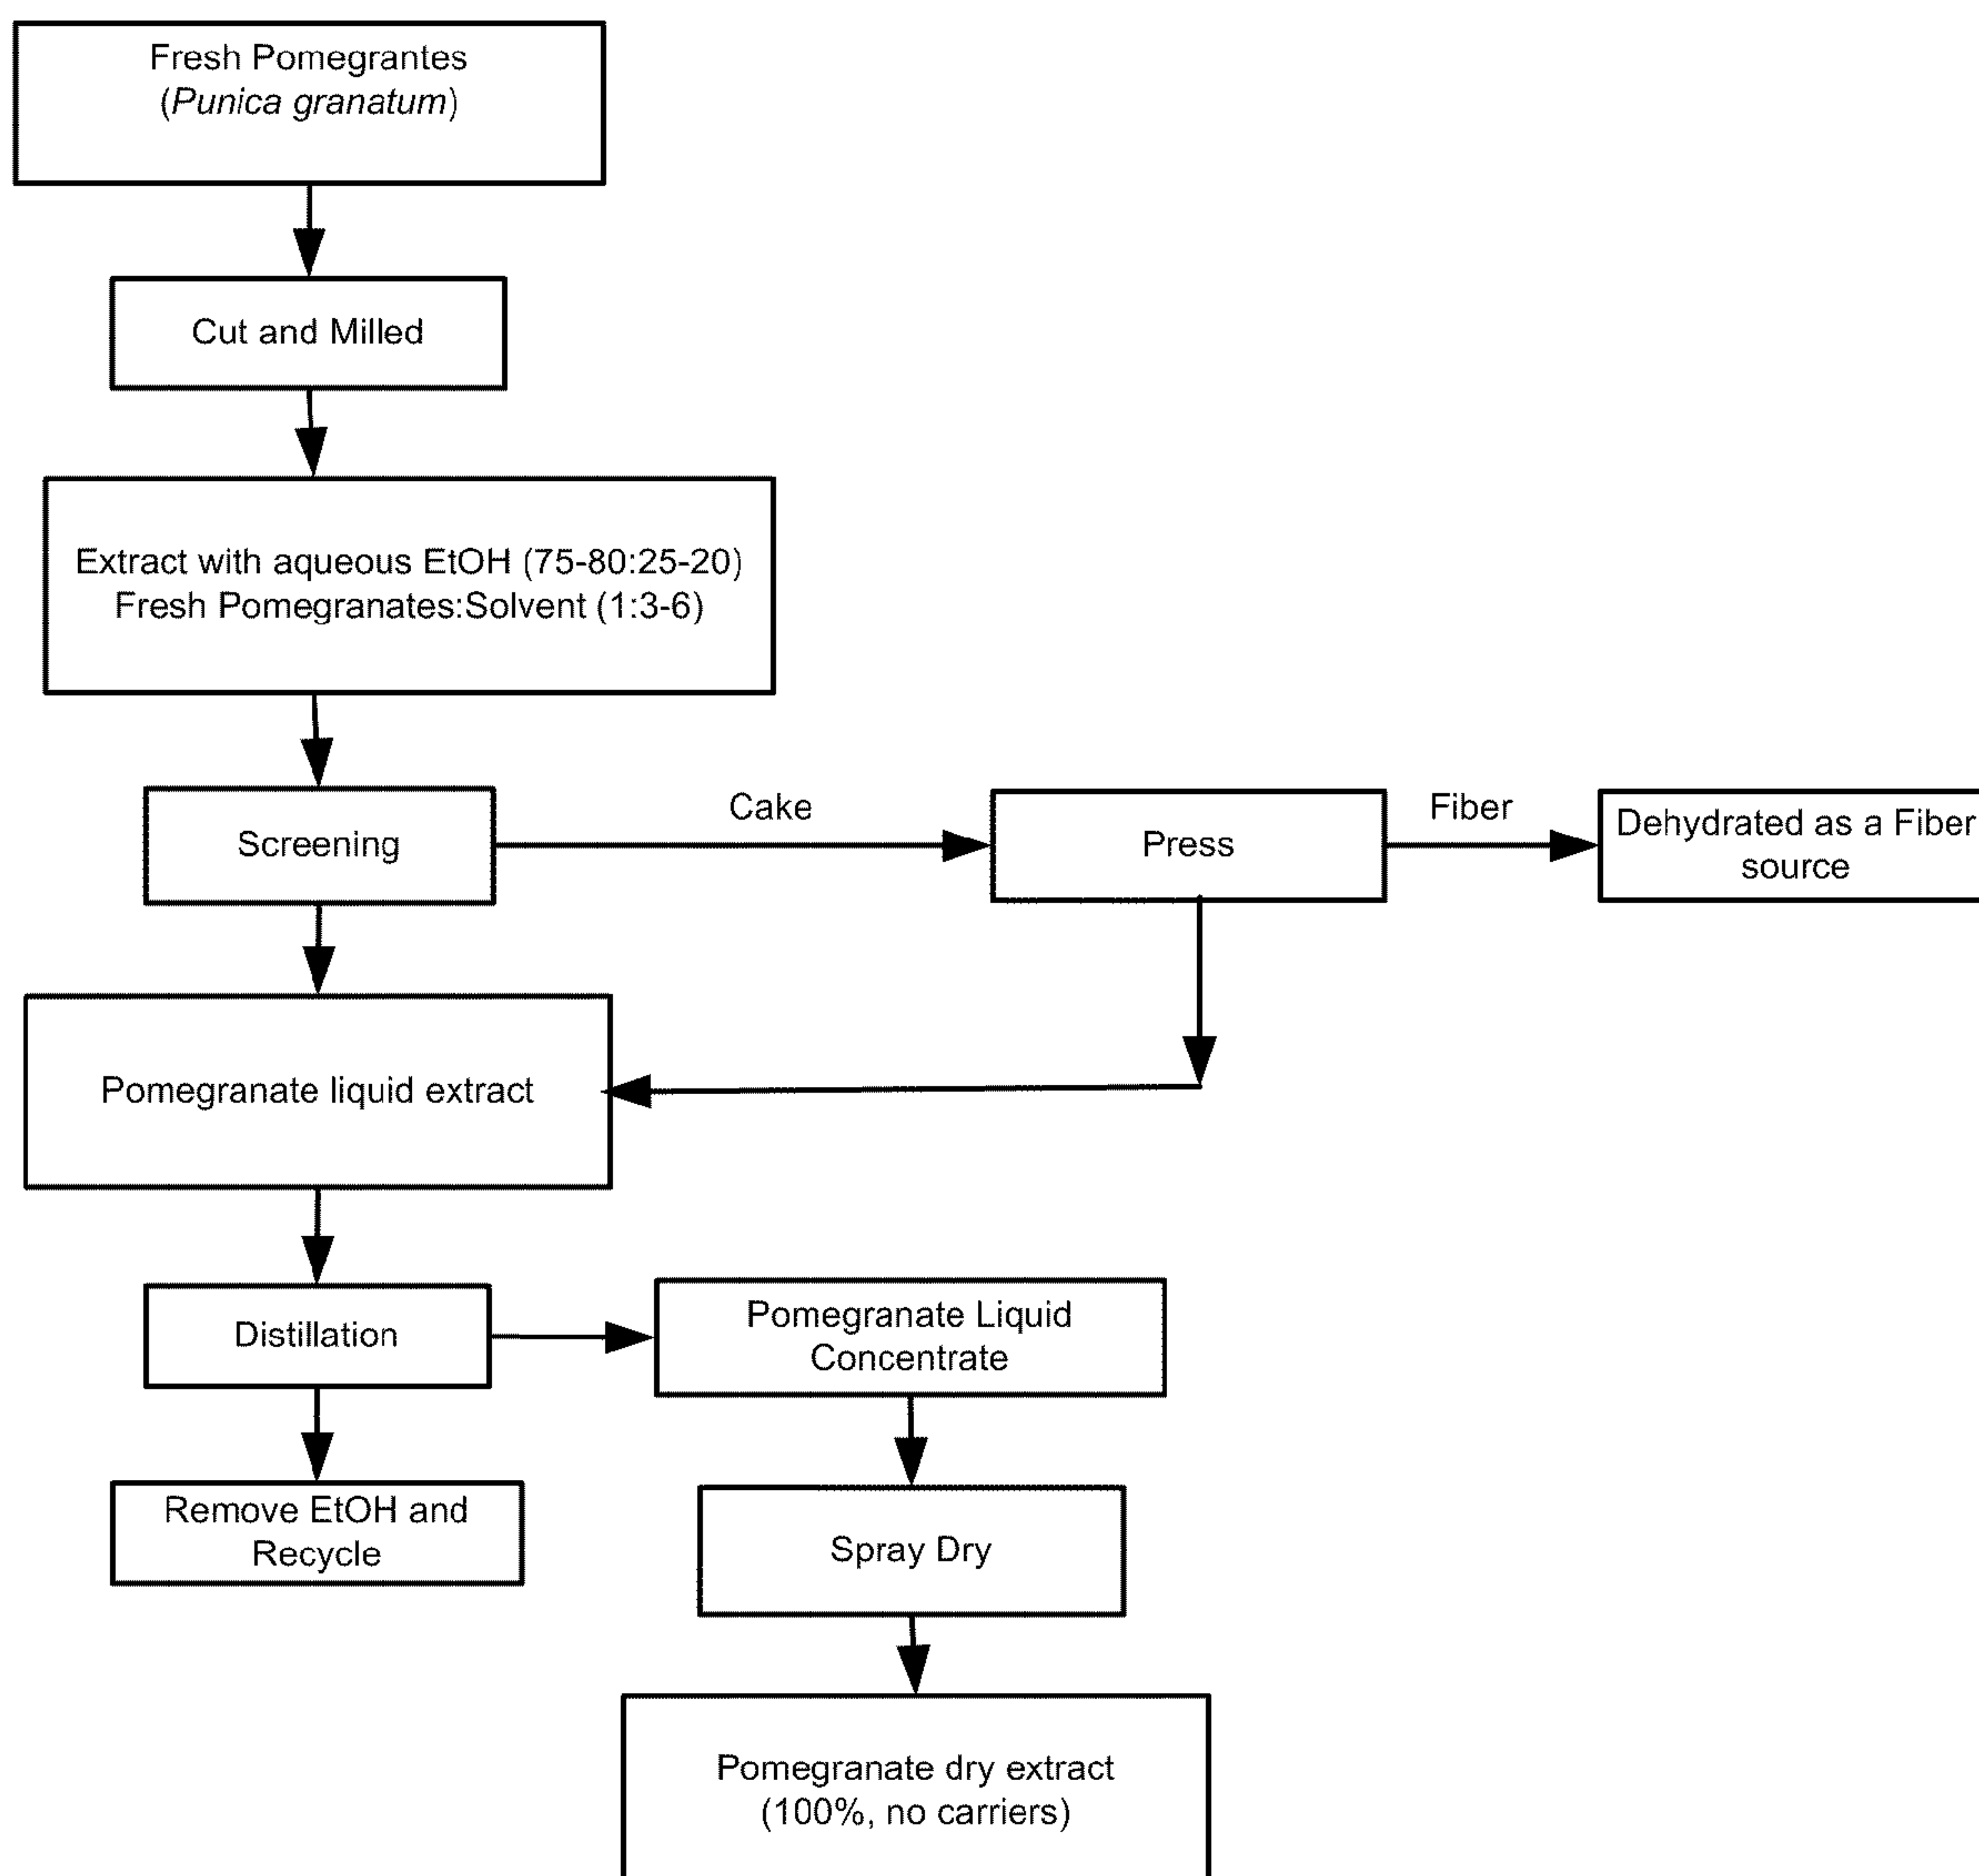 Fresh Pomegrantes
(Punica granatum)
Cut and Milled
Extract with aqueous EtOH (75-80:25-20)
Fresh Pomegranates:Solvent (1:3-6)
Screening
Cake
Press
Fiber
Dehydrated as a Fiber
source
Pomegranate liquid extract
Distillation
Pomegranate Liquid
Concentrate
Remove EtOH and
Recycle
Spray Dry
Pomegranate dry extract
(100%, no carriers)